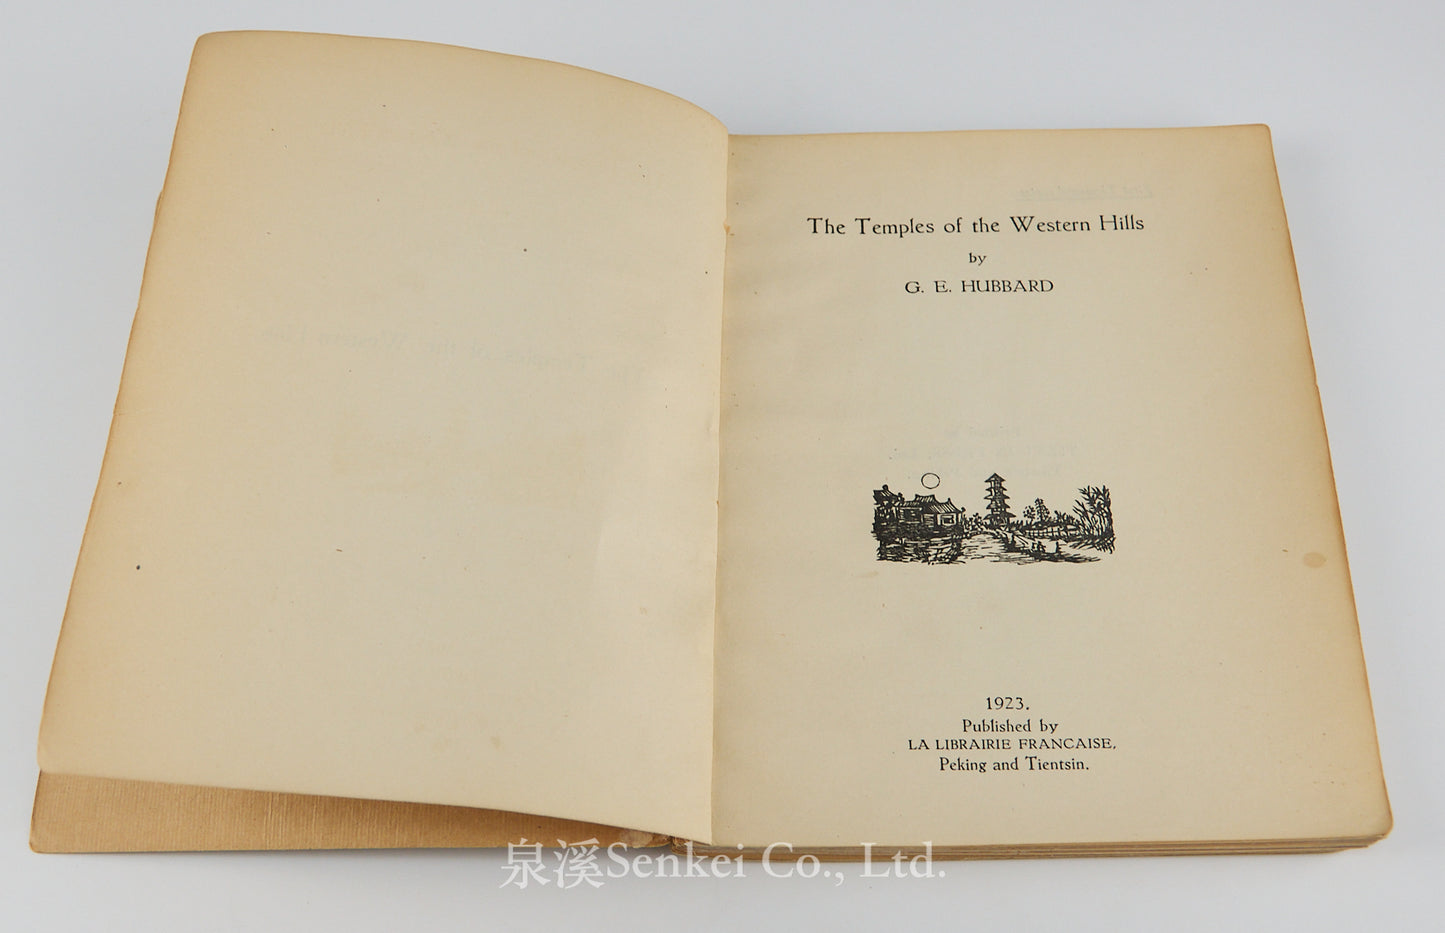 The Temples of the Western Hills
by
G. E. HUBBARD
1923.
Published by
LA LIBRAIRIE FRANCAISE,
Peking and Tientsin.
泉溪Senkei Co., Ltd.